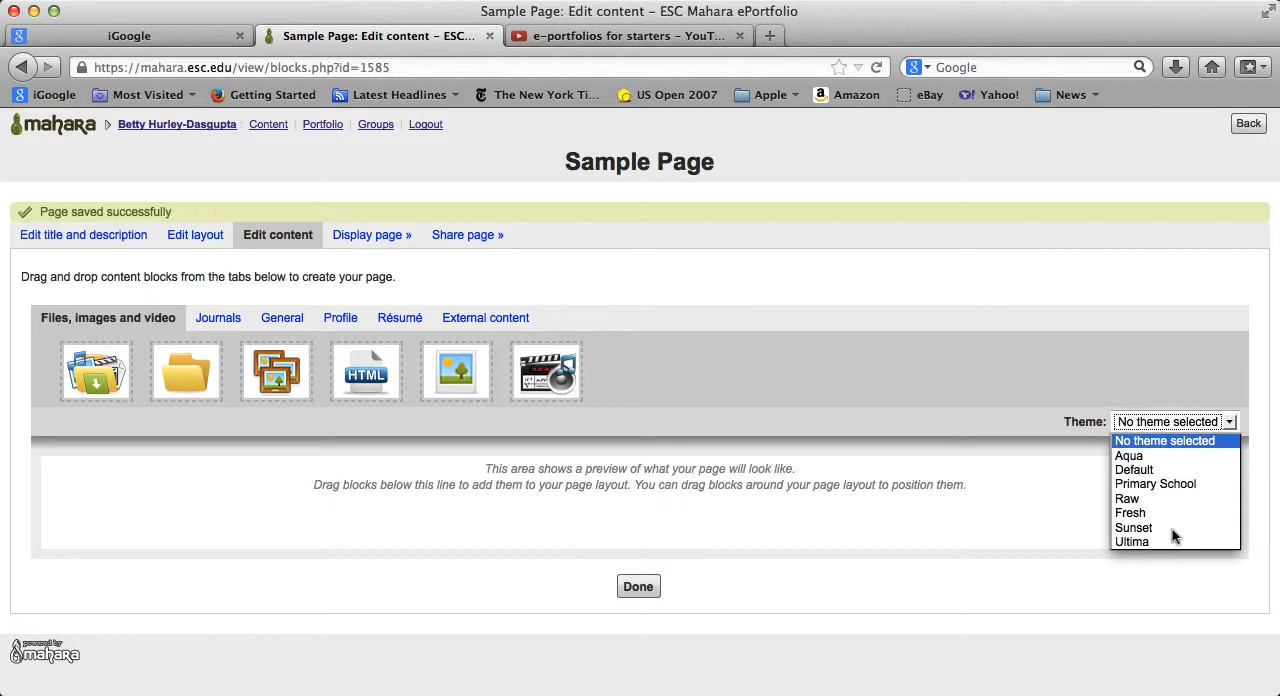 Sample Page: Edit content – ESC Mahara ePortfolio
iGoogle
Sample Page: Edit content – ESC...
e-portfolios for starters – YouT...
https://mahara.esc.edu/view/blocks.php?id=1585
Google
iGoogle Most Visited Getting Started Latest Headlines The New York Ti... US Open 2007 Apple Amazon eBay Yahoo! News
mahara Betty Hurley-Dasgupta Content Portfolio Groups Logout Back
Sample Page
Page saved successfully
Edit title and description Edit layout Edit content Display page » Share page »
Drag and drop content blocks from the tabs below to create your page.
Files, images and video Journals General Profile Résumé External content
HTML
Theme: No theme selected
No theme selected
Aqua
Default
Primary School
Raw
Fresh
Sunset
Ultima
This area shows a preview of what your page will look like.
Drag blocks below this line to add them to your page layout. You can drag blocks around your page layout to position them.
Done
powered by
mahara